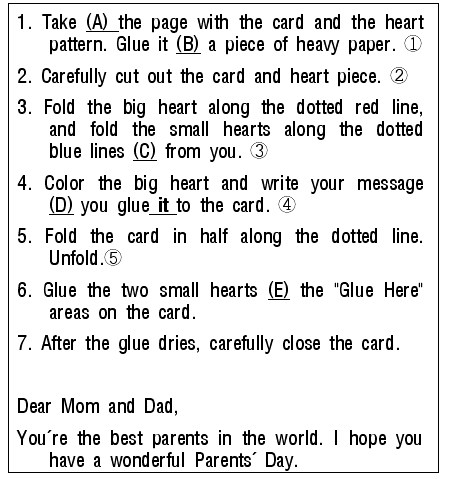 1. Take (A) the page with the card and the heart
pattern. Glue it (B) a piece of heavy paper. ①
2. Carefully cut out the card and heart piece. ②
3. Fold the big heart along the dotted red line,
and fold the small hearts along the dotted
blue lines (C) from you. ③
4. Color the big heart and write your message
(D) you glue it to the card. ④
5. Fold the card in half along the dotted line.
Unfold.⑤
6. Glue the two small hearts (E) the "Glue Here"
areas on the card.
7. After the glue dries, carefully close the card.
Dear Mom and Dad,
You´re the best parents in the world. I hope you
have a wonderful Parents´ Day.